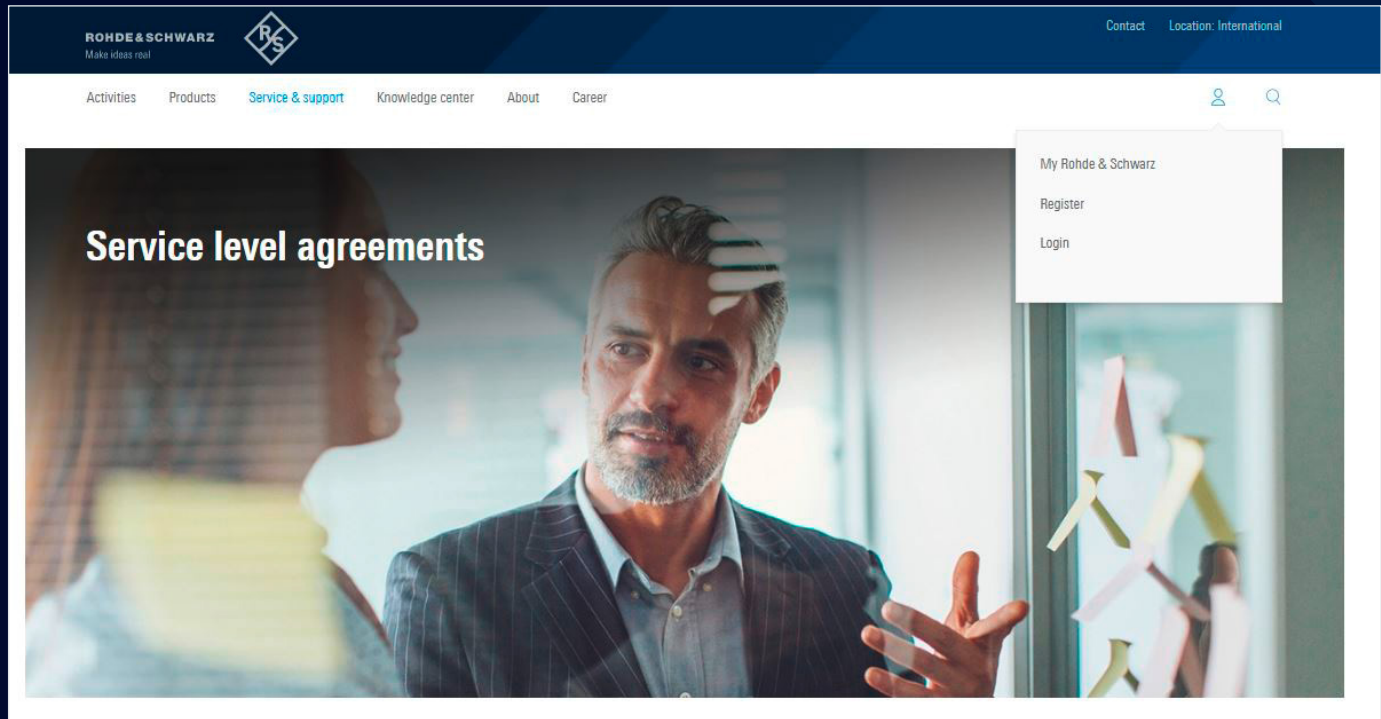 ROHDE&SCHWARZ
Make ideas real
R&S
Contact Location: International
Activities Products Service & support Knowledge center About Career
My Rohde & Schwarz
Register
Login
Service level agreements